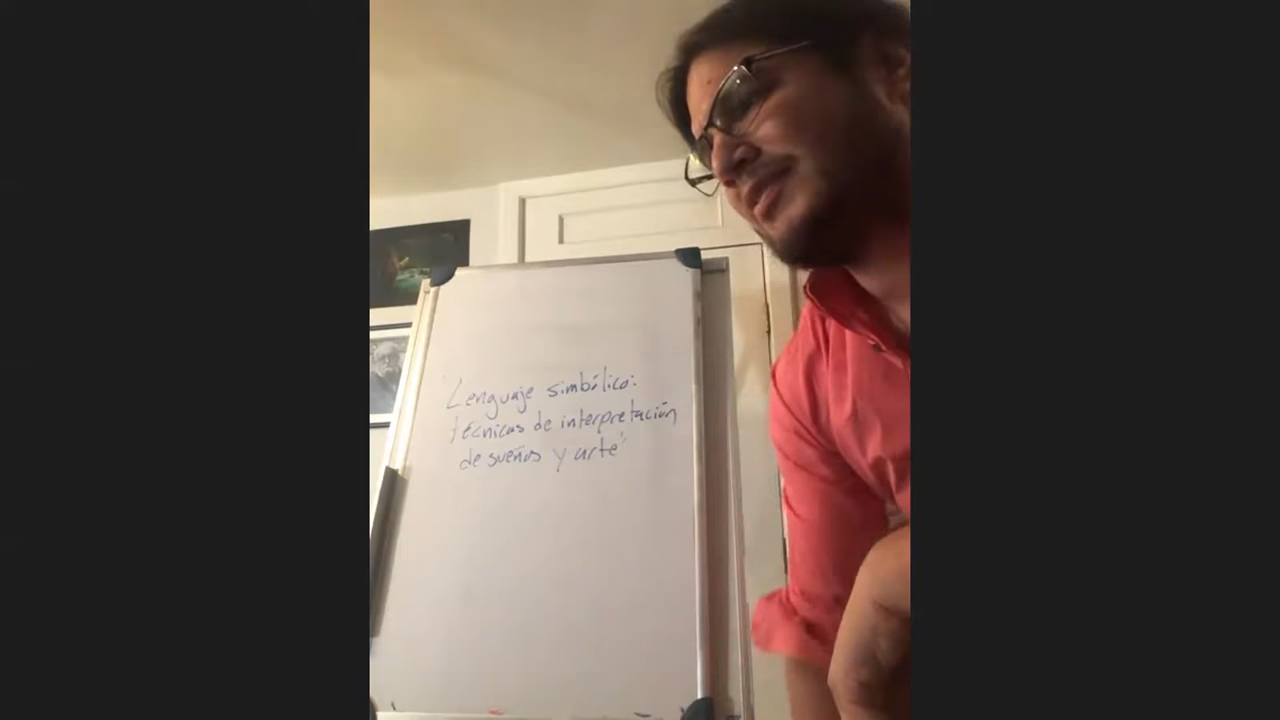 "Lenguaje simbólico:
técnicas de interpretación
de sueños y arte"